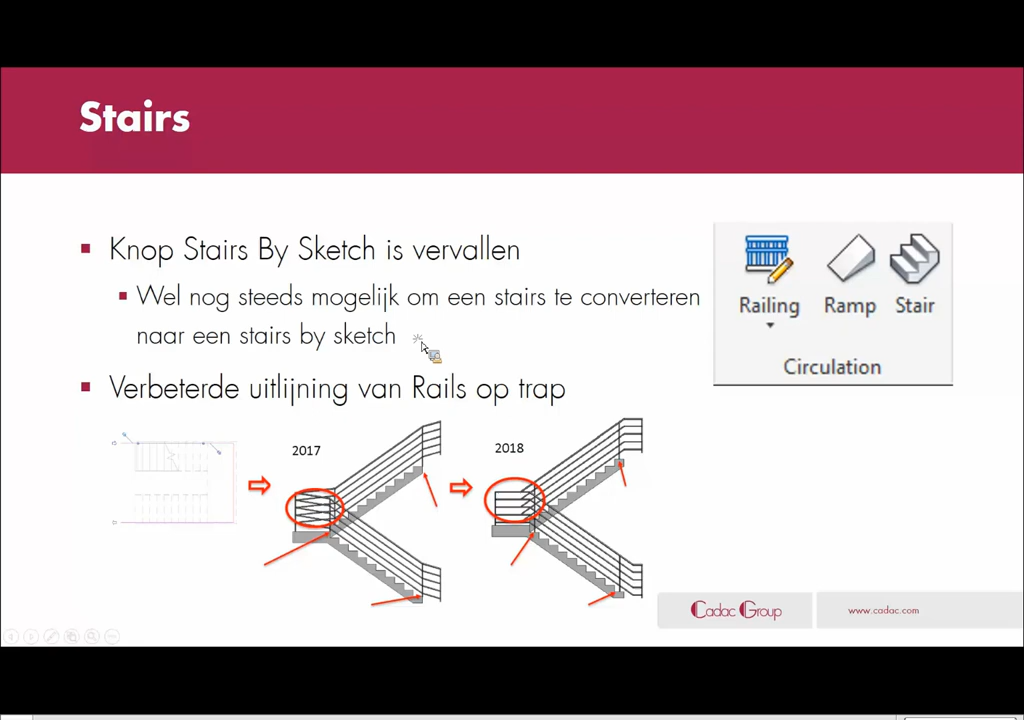 Stairs
Knop Stairs By Sketch is vervallen
Wel nog steeds mogelijk om een stairs te converteren
naar een stairs by sketch
Verbeterde uitlijning van Rails op trap
2017
2018
Railing
Ramp
Stair
Circulation
Cadac Group
www.cadac.com